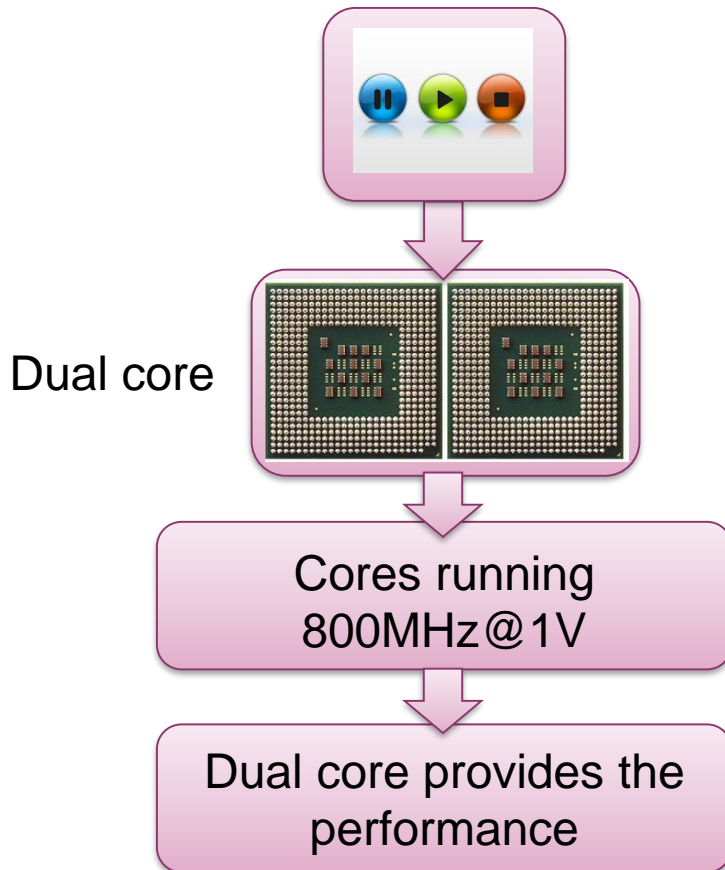 Dual core
Cores running
800MHz@1V
Dual core provides the
performance